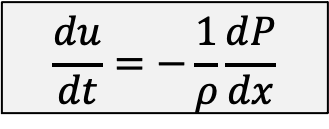 du/dt = − 1/ρ dP/dx